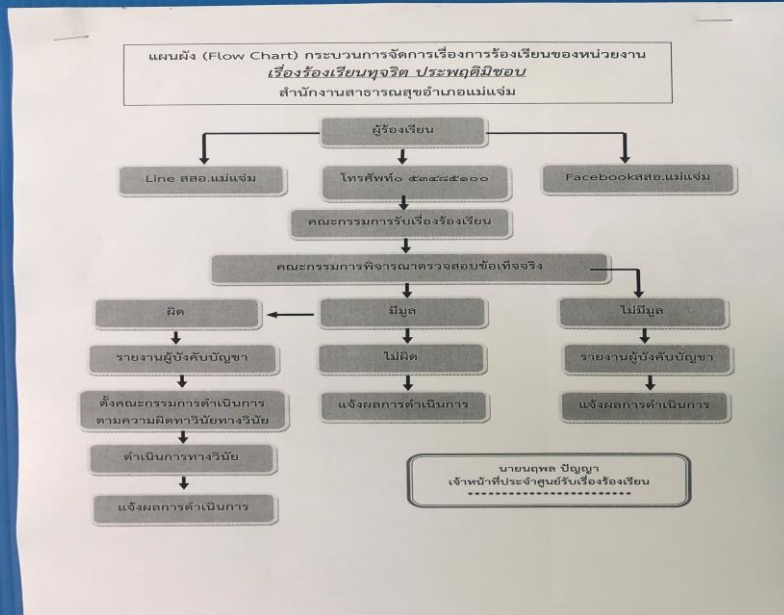 แผนผัง (Flow Chart) กระบวนการจัดการเรื่องการร้องเรียนของหน่วยงาน
เรื่องร้องเรียนทุจริต ประพฤติมิชอบ
สำนักงานสาธารณสุขอำเภอแม่แจ่ม
ผู้ร้องเรียน
Line สสอ.แม่แจ่ม
โทรศัพท์๐ ๕๓๔๘๕๑๐๐
Facebookสสอ.แม่แจ่ม
คณะกรรมการรับเรื่องร้องเรียน
คณะกรรมการพิจารณาตรวจสอบข้อเท็จจริง
ผิด
มีมูล
ไม่มีมูล
รายงานผู้บังคับบัญชา
ไม่ผิด
รายงานผู้บังคับบัญชา
ตั้งคณะกรรมการดำเนินการ
ตามความผิดทาวินัยทางวินัย
แจ้งผลการดำเนินการ
แจ้งผลการดำเนินการ
ดำเนินการทางวินัย
แจ้งผลการดำเนินการ
นายนฤพล ปัญญา
เจ้าหน้าที่ประจำศูนย์รับเรื่องร้องเรียน